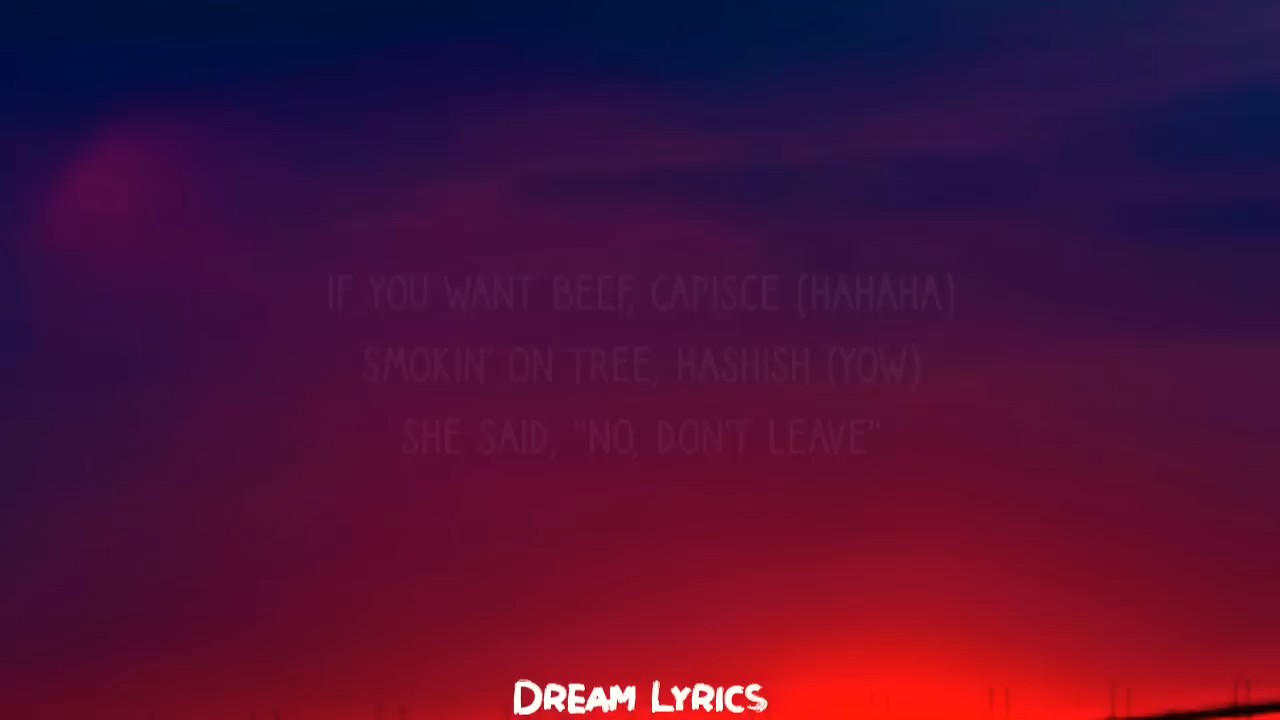 IF YOU WANT BEEF, CAPISCE (HAHAHA)
SMOKIN' ON TREE, HASHISH (YOW)
SHE SAID, "NO, DON'T LEAVE"
DREAM LYRICS